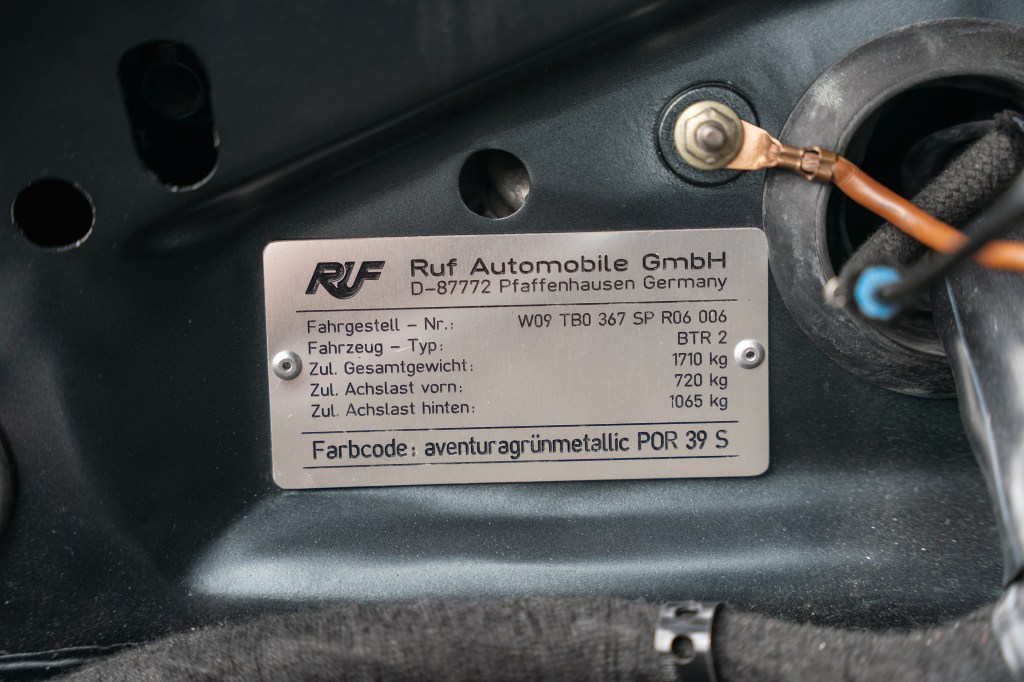 RUF Ruf Automobile GmbH
D-87772 Pfaffenhausen Germany
Fahrgestell - Nr.: W09 TB0 367 SP R06 006
Fahrzeug - Typ: BTR 2
Zul. Gesamtgewicht: 1710 kg
Zul. Achslast vorn: 720 kg
Zul. Achslast hinten: 1065 kg
Farbcode: aventuragrünmetallic POR 39 S